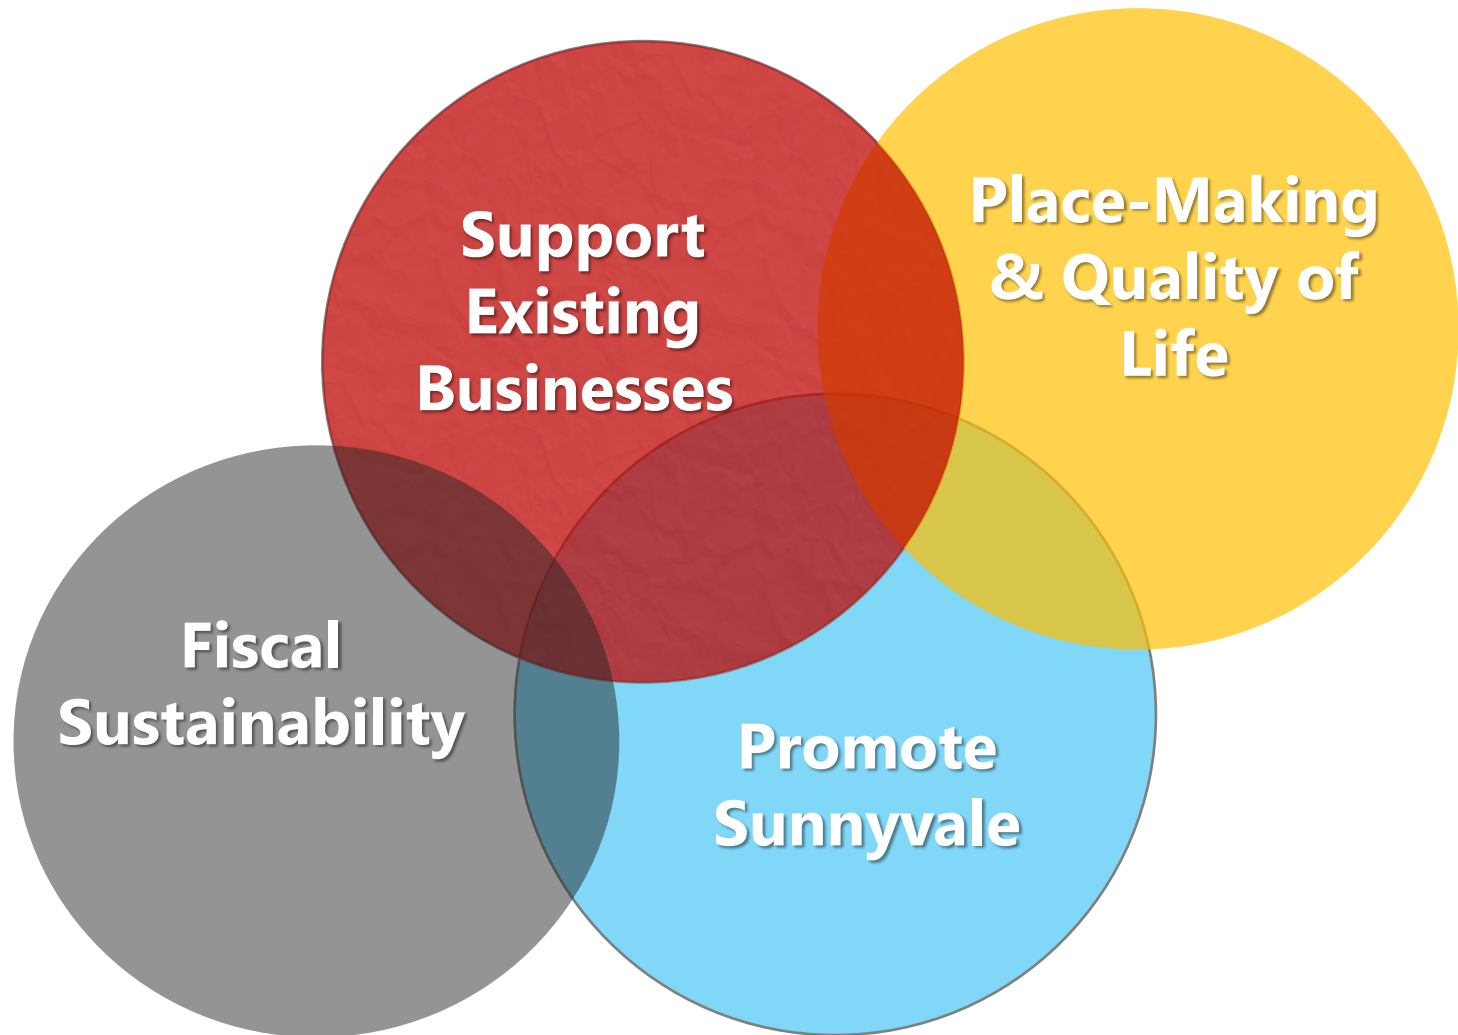 Support
Existing
Businesses
Place-Making
& Quality of
Life
Fiscal
Sustainability
Promote
Sunnyvale